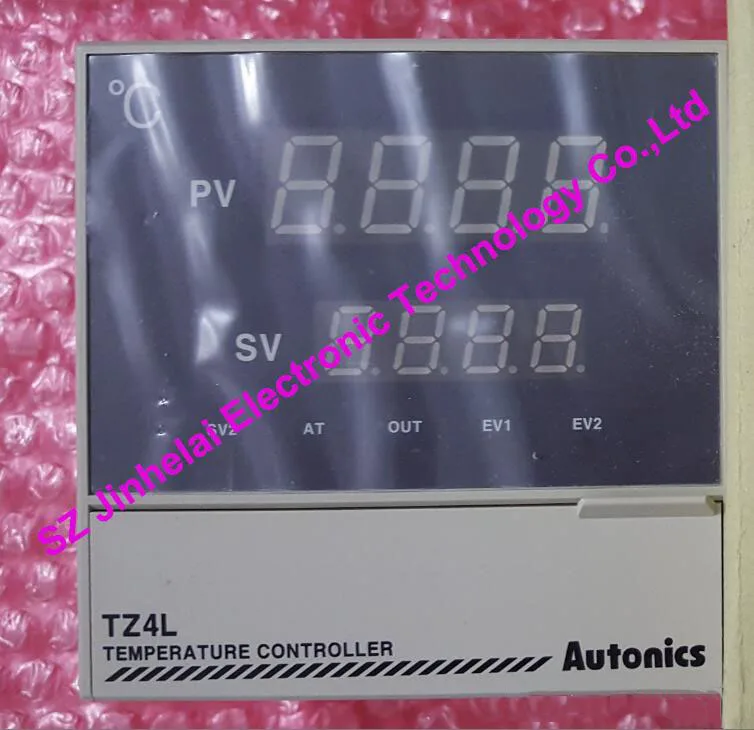 °C
PV
SV
SV2 AT OUT EV1 EV2
SZ Jinhelai Electronic Technology Co.,Ltd
TZ4L
TEMPERATURE CONTROLLER
Autonics